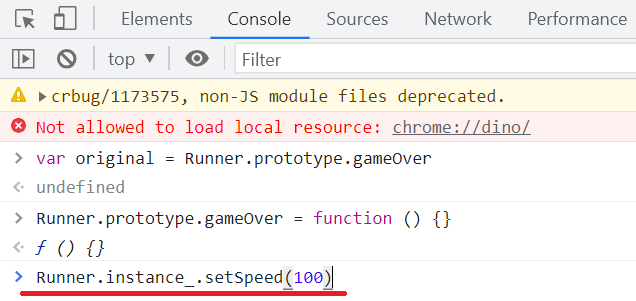 Elements Console Sources Network Performance
top Filter
crbug/1173575, non-JS module files deprecated.
Not allowed to load local resource: chrome://dino/
var original = Runner.prototype.gameOver
undefined
Runner.prototype.gameOver = function () {}
ƒ () {}
Runner.instance_.setSpeed(100)